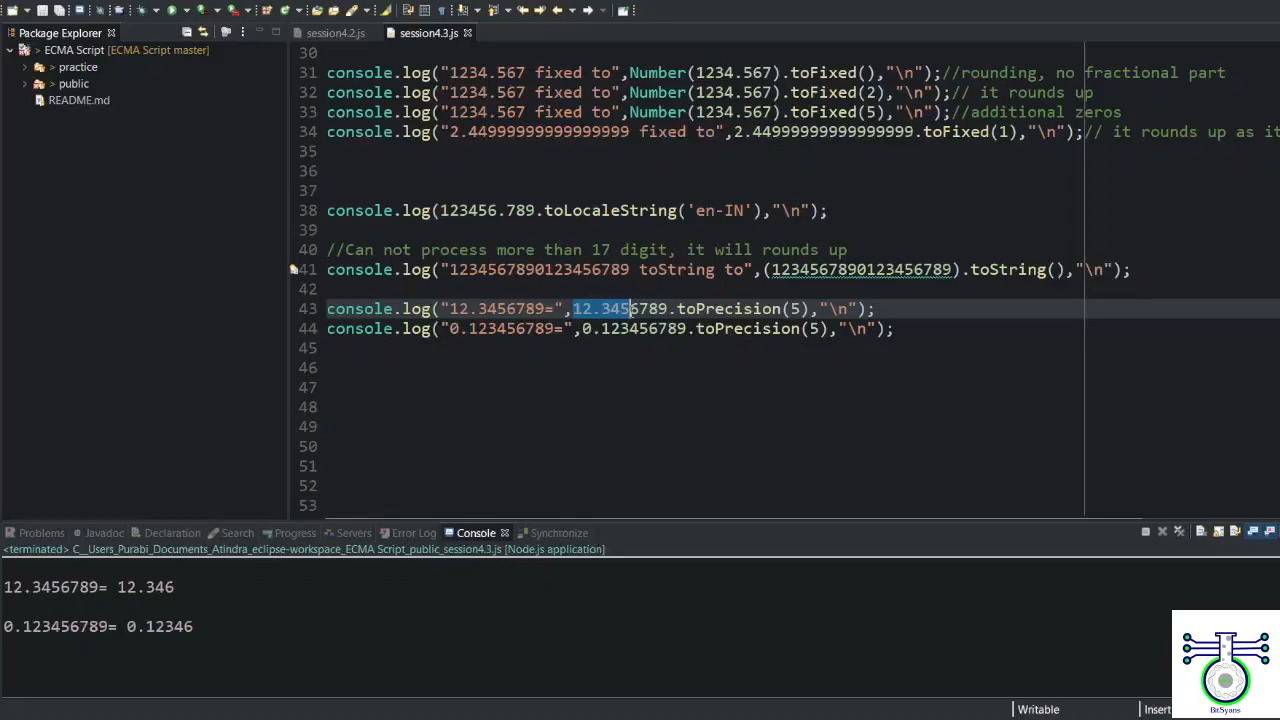 Package Explorer
session4.2.js
session4.3.js
> ECMA Script [ECMA Script master]
> practice
> public
README.md
30
31 console.log("1234.567 fixed to",Number(1234.567).toFixed(),"\n");//rounding, no fractional part
32 console.log("1234.567 fixed to",Number(1234.567).toFixed(2),"\n");// it rounds up
33 console.log("1234.567 fixed to",Number(1234.567).toFixed(5),"\n");//additional zeros
34 console.log("2.44999999999999999 fixed to",2.44999999999999999.toFixed(1),"\n");// it rounds up as it
35
36
37
38 console.log(123456.789.toLocaleString('en-IN'),"\n");
39
40 //Can not process more than 17 digit, it will rounds up
41 console.log("1234567890123456789 toString to",(1234567890123456789).toString(),"\n");
42
43 console.log("12.3456789=",12.3456789.toPrecision(5),"\n");
44 console.log("0.123456789=",0.123456789.toPrecision(5),"\n");
45
46
47
48
49
50
51
52
53
Problems Javadoc Declaration Search Progress Servers Error Log Console Synchronize
<terminated> C__Users_Purabi_Documents_Atindra_eclipse-workspace_ECMA Script_public_session4.3.js [Node.js application]
12.3456789= 12.346
0.123456789= 0.12346
BitSyans
Writable
Insert